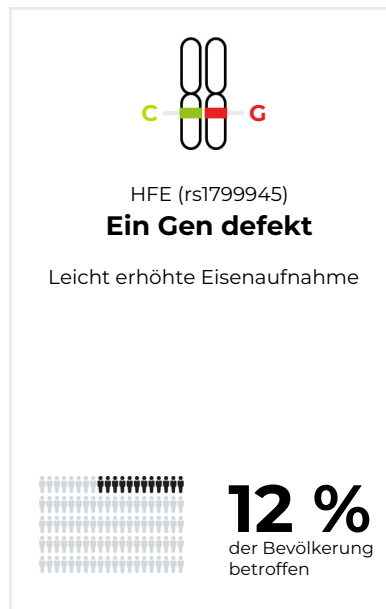 C G
HFE (rs1799945)
Ein Gen defekt
Leicht erhöhte Eisenaufnahme
12 %
der Bevölkerung
betroffen